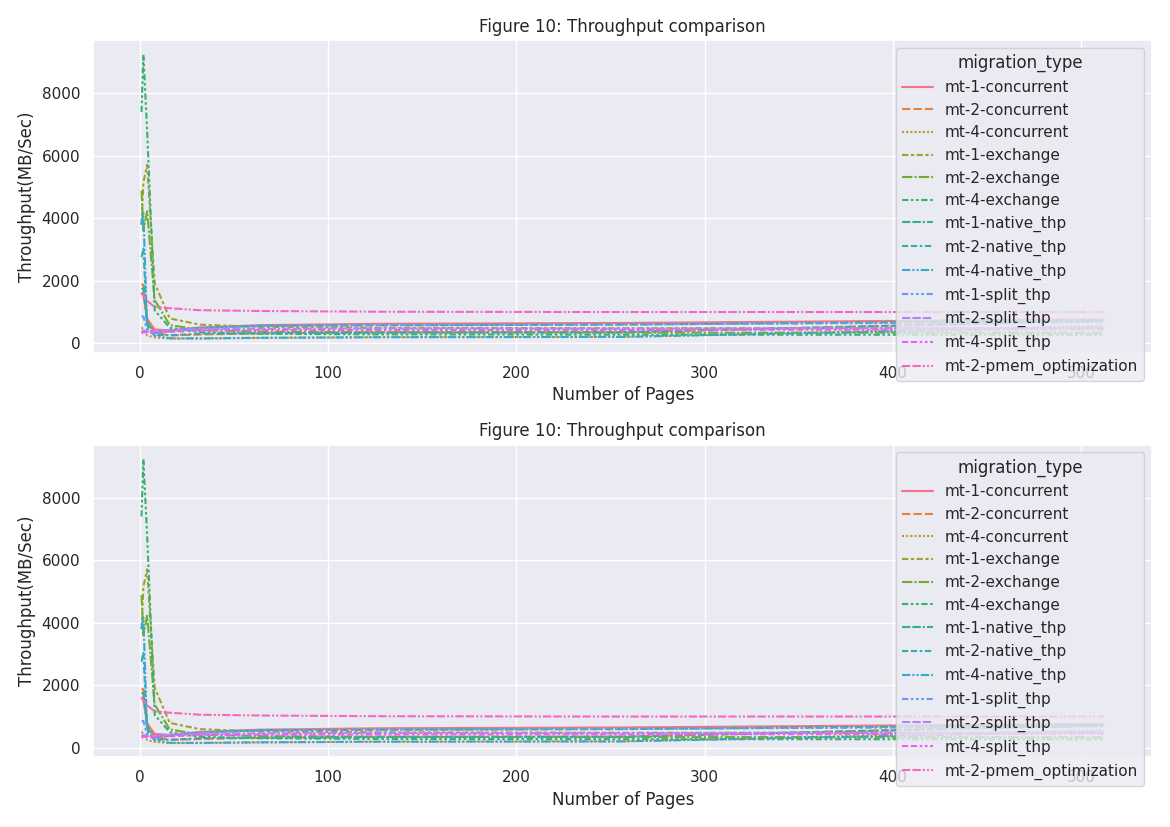 Figure 10: Throughput comparison
Throughput(MB/Sec)
8000
6000
4000
2000
0
migration_type
mt-1-concurrent
mt-2-concurrent
mt-4-concurrent
mt-1-exchange
mt-2-exchange
mt-4-exchange
mt-1-native_thp
mt-2-native_thp
mt-4-native_thp
mt-1-split_thp
mt-2-split_thp
mt-4-split_thp
mt-2-pmem_optimization
0 100 200 300 400 500
Number of Pages
Figure 10: Throughput comparison
Throughput(MB/Sec)
8000
6000
4000
2000
0
migration_type
mt-1-concurrent
mt-2-concurrent
mt-4-concurrent
mt-1-exchange
mt-2-exchange
mt-4-exchange
mt-1-native_thp
mt-2-native_thp
mt-4-native_thp
mt-1-split_thp
mt-2-split_thp
mt-4-split_thp
mt-2-pmem_optimization
0 100 200 300 400 500
Number of Pages